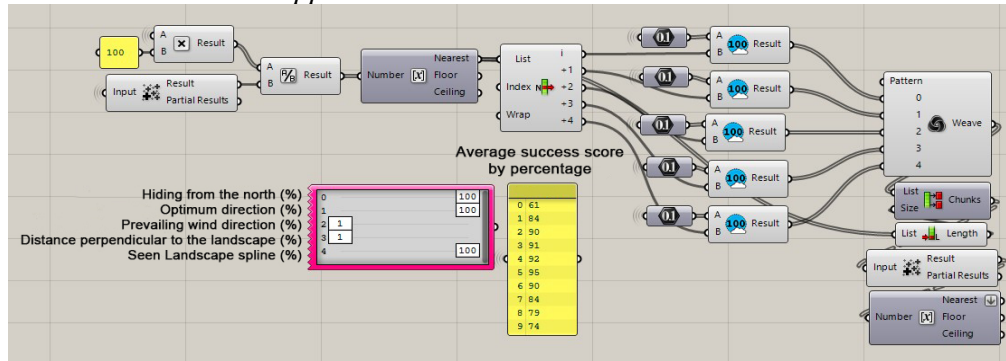 100
A
B
Result
Input
Result
Partial Results
A
B
A/B
Result
Number
[x]
Nearest
Floor
Ceiling
List
Index
Wrap
N
i
+1
+2
+3
+4
0.1
A
B
100
Result
0.1
A
B
100
Result
0.1
A
B
100
Result
0.1
A
B
100
Result
0.1
A
B
100
Result
Pattern
0
1
2
3
4
Weave
List
Size
Chunks
List
L
Length
Input
Result
Partial Results
Number
[x]
Nearest
Floor
Ceiling
Average success score
by percentage
Hiding from the north (%)
Optimum direction (%)
Prevailing wind direction (%)
Distance perpendicular to the landscape (%)
Seen Landscape spline (%)
0 100
1 100
2 1
3 1
4 100
0 61
1 84
2 90
3 91
4 92
5 95
6 90
7 84
8 79
9 74